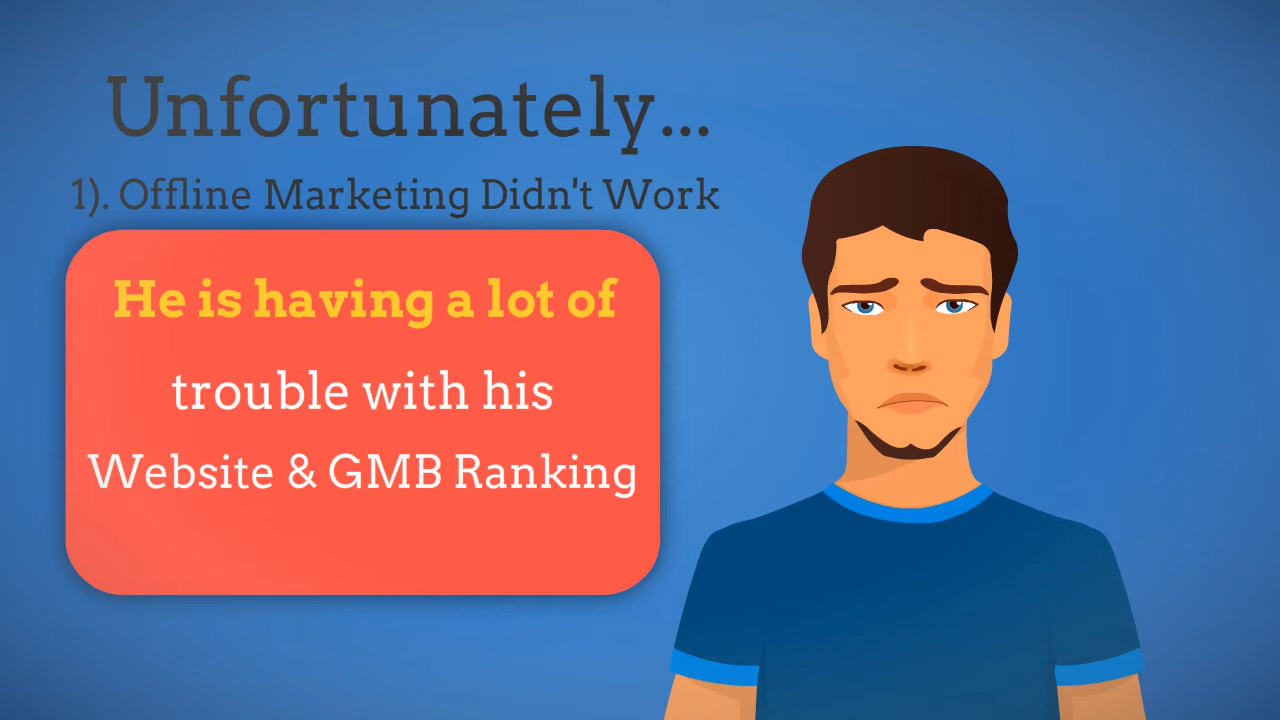 Unfortunately...
1). Offline Marketing Didn't Work
He is having a lot of
trouble with his
Website & GMB Ranking